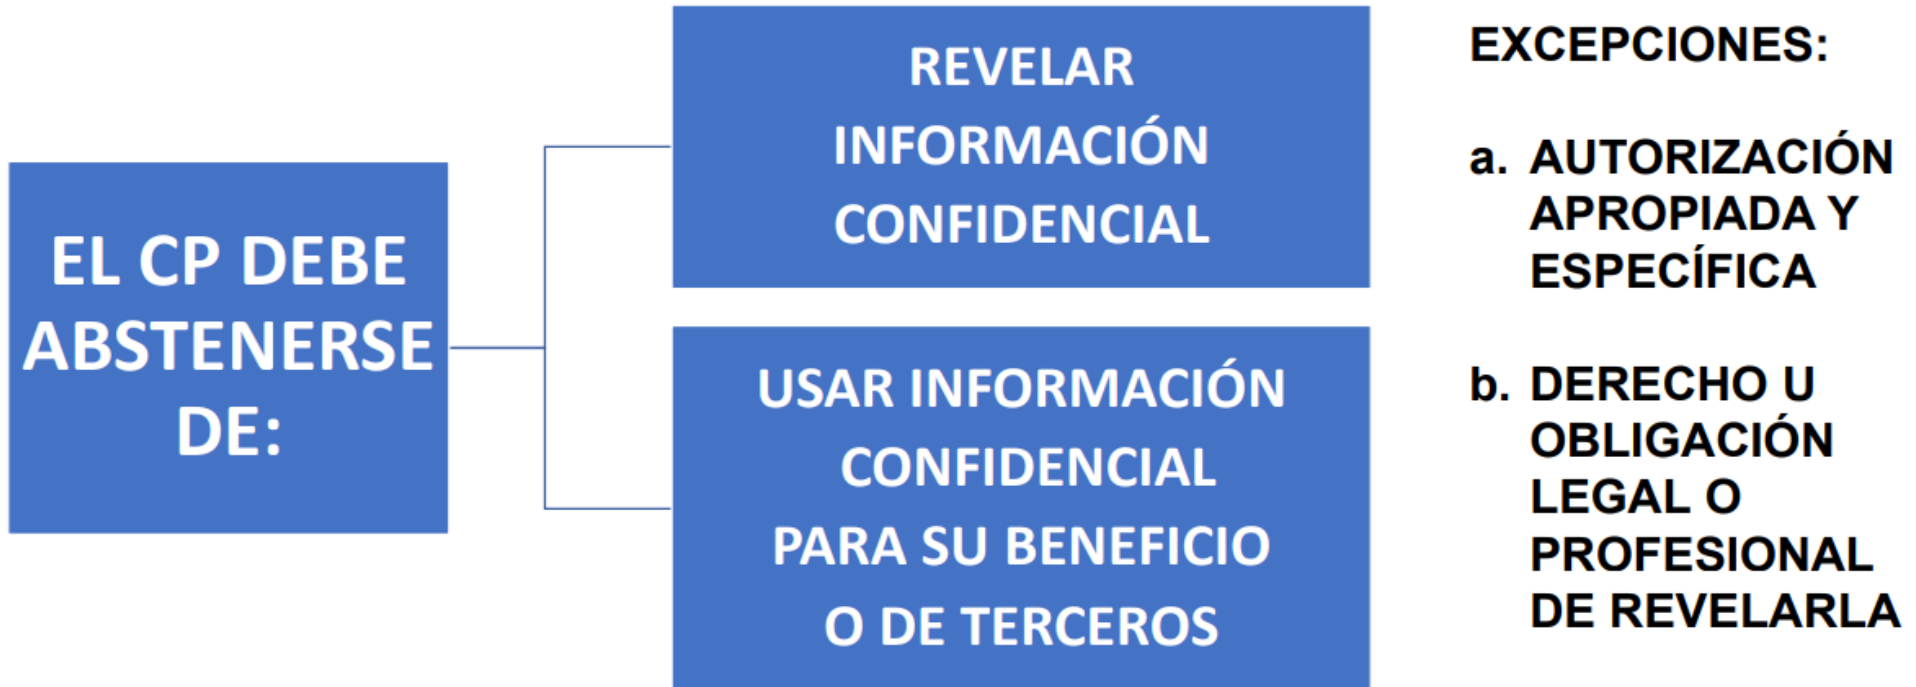 EL CP DEBE
ABSTENERSE
DE:
REVELAR
INFORMACIÓN
CONFIDENCIAL
USAR INFORMACIÓN
CONFIDENCIAL
PARA SU BENEFICIO
O DE TERCEROS
EXCEPCIONES:
a. AUTORIZACIÓN
APROPIADA Y
ESPECÍFICA
b. DERECHO U
OBLIGACIÓN
LEGAL O
PROFESIONAL
DE REVELARLA